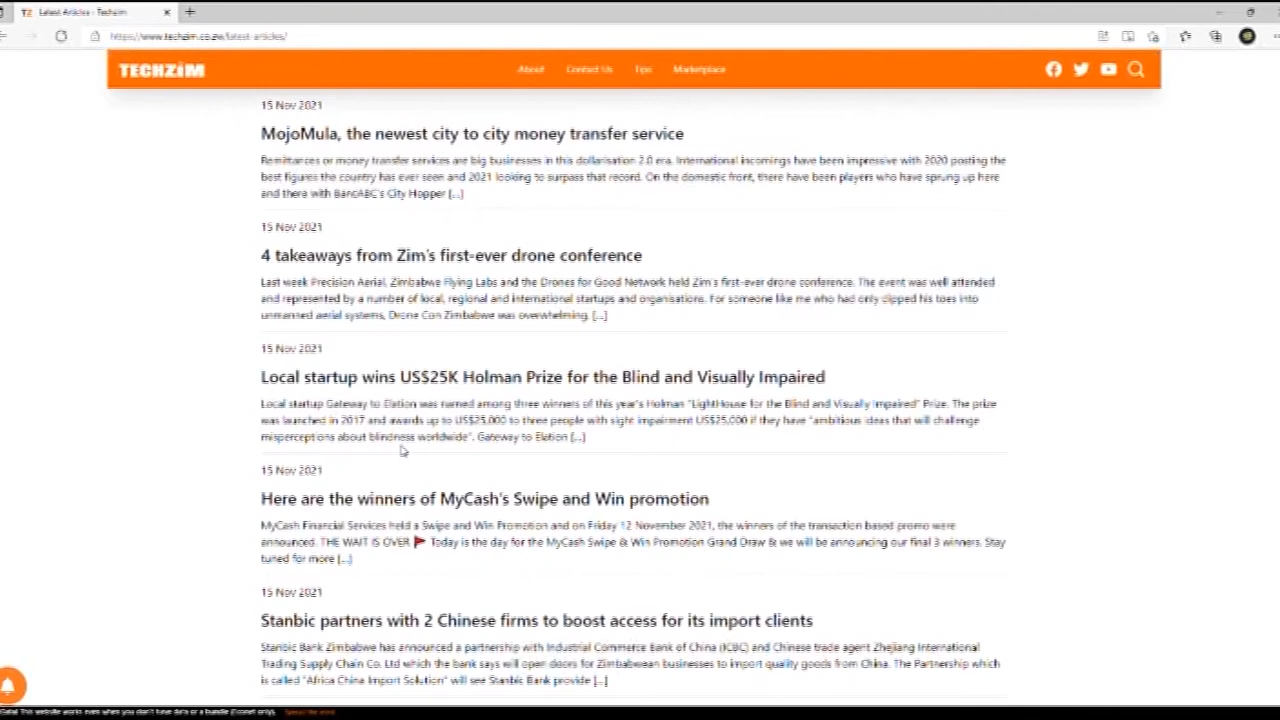 Latest Articles - Techzim
https://www.techzim.co.zw/latest-articles/
TECHZIM
About Contact Us Tips Marketplace
15 Nov 2021
MojoMula, the newest city to city money transfer service
Remittances or money transfer services are big businesses in this dollarisation 2.0 era. International incomings have been impressive with 2020 posting the
best figures the country has ever seen and 2021 looking to surpass that record. On the domestic front, there have been players who have sprung up here
and there with BancABC's City Hopper [...]
15 Nov 2021
4 takeaways from Zim's first-ever drone conference
Last week Precision Aerial, Zimbabwe Flying Labs and the Drones for Good Network held Zim's first-ever drone conference. The event was well attended
and represented by a number of local, regional and international startups and organisations. For someone like me who had only dipped his toes into
unmanned aerial systems, Drone Con Zimbabwe was overwhelming. [...]
15 Nov 2021
Local startup wins US$25K Holman Prize for the Blind and Visually Impaired
Local startup Gateway to Elation was named among three winners of this year's Holman "LightHouse for the Blind and Visually Impaired" Prize. The prize
was launched in 2017 and awards up to US$25,000 to three people with sight impairment US$25,000 if they have "ambitious ideas that will challenge
misperceptions about blindness worldwide". Gateway to Elation [...]
15 Nov 2021
Here are the winners of MyCash's Swipe and Win promotion
MyCash Financial Services held a Swipe and Win Promotion and on Friday 12 November 2021, the winners of the transaction based promo were
announced. THE WAIT IS OVER 🚩 Today is the day for the MyCash Swipe & Win Promotion Grand Draw & we will be announcing our final 3 winners. Stay
tuned for more [...]
15 Nov 2021
Stanbic partners with 2 Chinese firms to boost access for its import clients
Stanbic Bank Zimbabwe has announced a partnership with Industrial Commerce Bank of China (ICBC) and Chinese trade agent Zhejiang International
Trading Supply Chain Co. Ltd which the bank says will open doors for Zimbabwean businesses to import quality goods from China. The Partnership which
is called "Africa China Import Solution" will see Stanbic Bank provide [...]
This website works even when you don't have data or a bundle (Econet only).